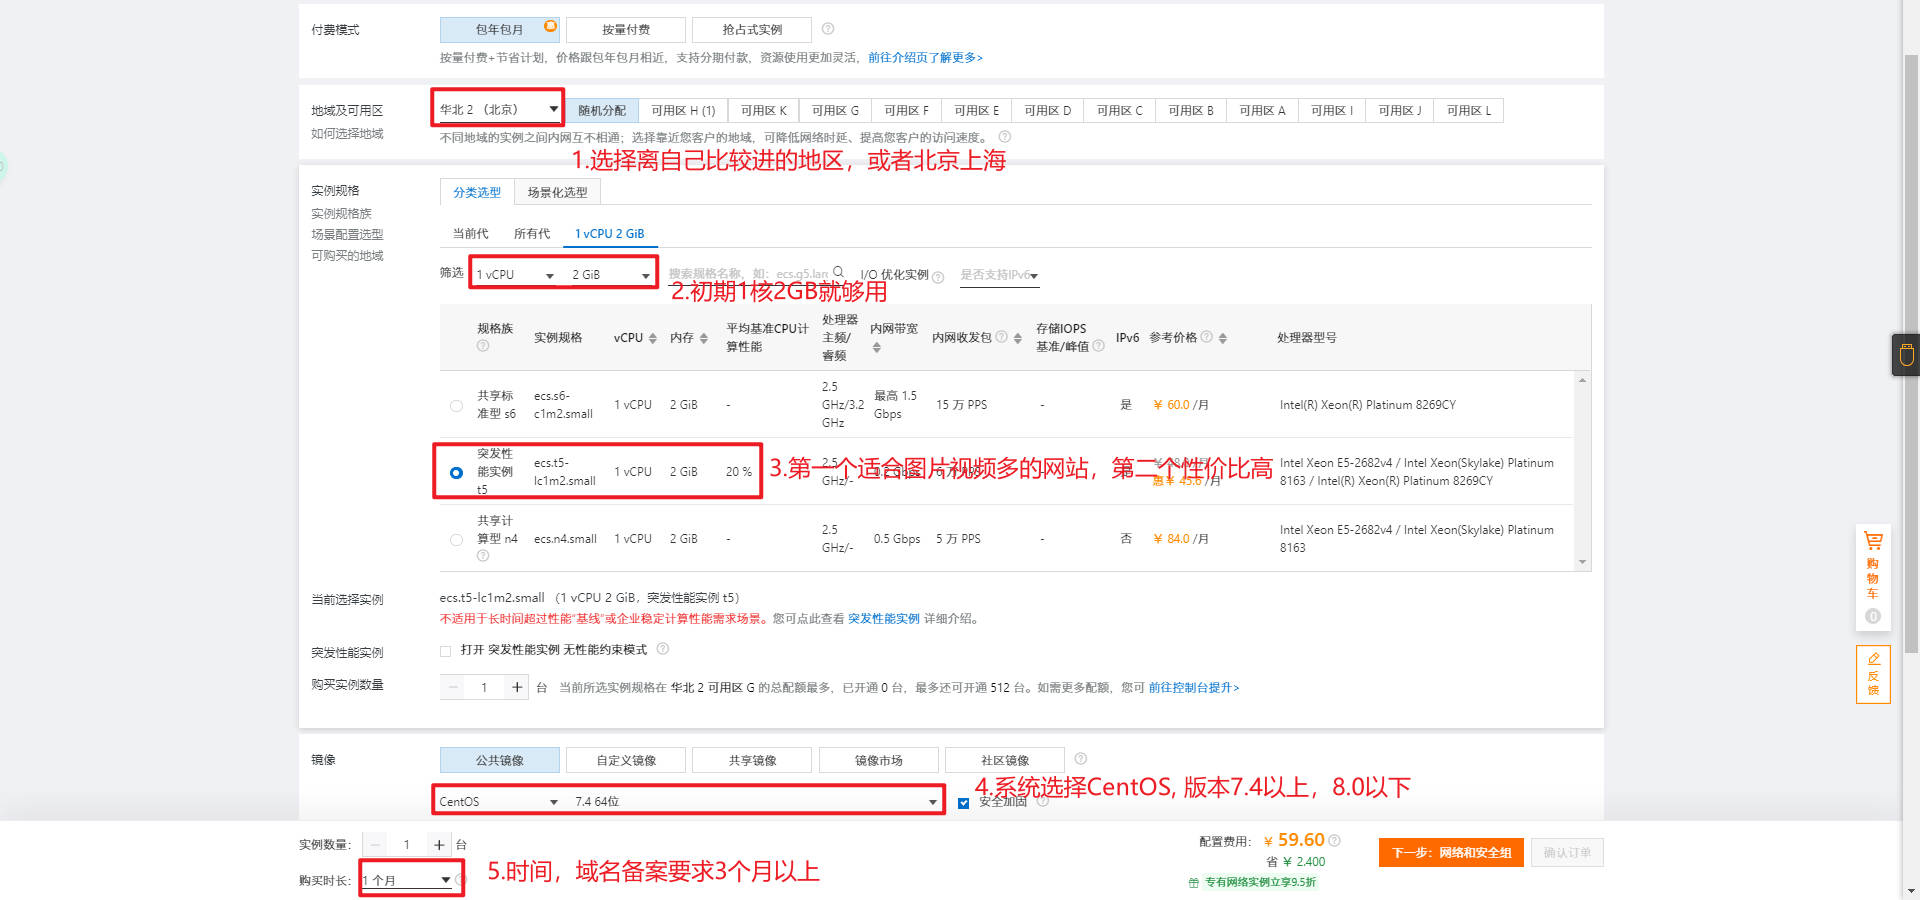 付费模式
包年包月
按量付费
抢占式实例
按量付费+节省计划，价格跟包年包月相近，支持分期付款，资源使用更加灵活，前往介绍页了解更多>
地域及可用区
华北 2 （北京）
随机分配
可用区 H (1)
可用区 K
可用区 G
可用区 F
可用区 E
可用区 D
可用区 C
可用区 B
可用区 A
可用区 I
可用区 J
可用区 L
如何选择地域
不同地域的实例之间内网互不相通；选择靠近您客户的地域，可降低网络时延、提高您客户的访问速度。
1.选择离自己比较进的地区，或者北京上海
实例规格
分类选型
场景化选型
实例规格族
场景配置选型
可购买的地域
当前代
所有代
1 vCPU 2 GiB
筛选
1 vCPU
2 GiB
搜索规格名称，如：ecs.g5.lar
I/O 优化实例
是否支持IPv6
2.初期1核2GB就够用
规格族
实例规格
vCPU
内存
平均基准CPU计
算性能
处理器
主频/
睿频
内网带宽
内网收发包
存储IOPS
基准/峰值
IPv6
参考价格
处理器型号
共享标
准型 s6
ecs.s6-
c1m2.small
1 vCPU
2 GiB
-
2.5
GHz/3.2
GHz
最高 1.5
Gbps
15 万 PPS
-
是
¥ 60.0 /月
Intel(R) Xeon(R) Platinum 8269CY
突发性
能实例
t5
ecs.t5-
lc1m2.small
1 vCPU
2 GiB
20 %
2.5
GHz/-
3.第一个适合图片视频多的网站，第二个性价比高
Intel Xeon E5-2682v4 / Intel Xeon(Skylake) Platinum
8163 / Intel(R) Xeon(R) Platinum 8269CY
共享计
算型 n4
ecs.n4.small
1 vCPU
2 GiB
-
2.5
GHz/-
0.5 Gbps
5 万 PPS
-
否
¥ 84.0 /月
Intel Xeon E5-2682v4 / Intel Xeon(Skylake) Platinum
8163
当前选择实例
ecs.t5-lc1m2.small （1 vCPU 2 GiB，突发性能实例 t5）
不适用于长时间超过性能“基线”或企业稳定计算性能需求场景。您可点此查看 突发性能实例 详细介绍。
突发性能实例
打开 突发性能实例 无性能约束模式
购买实例数量
1
台
当前所选实例规格在 华北 2 可用区 G 的总配额最多，已开通 0 台，最多还可开通 512 台。如需更多配额，您可 前往控制台提升>
镜像
公共镜像
自定义镜像
共享镜像
镜像市场
社区镜像
CentOS
7.4 64位
安全加固
4.系统选择CentOS, 版本7.4以上，8.0以下
实例数量：
1
台
购买时长：
1 个月
5.时间，域名备案要求3个月以上
配置费用：
¥ 59.60
省 ¥ 2.400
专有网络实例立享9.5折
下一步：网络和安全组
确认订单
购
物
车
0
反
馈